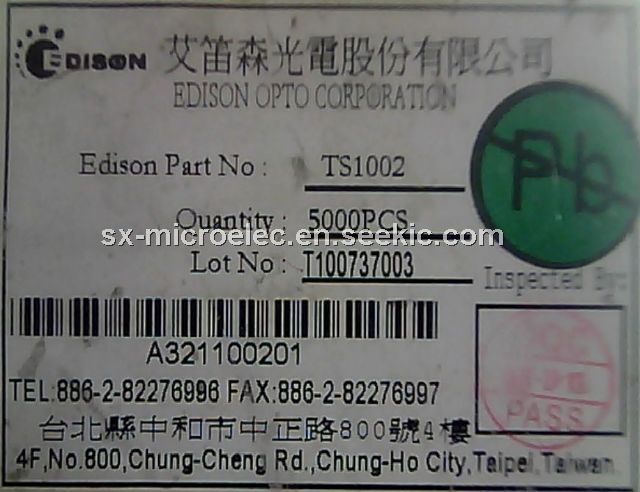 EDISON 艾笛森光電股份有限公司
EDISON OPTO CORPORATION
Edison Part No : TS1002
Pb
Quantity : 5000PCS
sx-microelec.en.seekic.com
Lot No : T100737003
Inspected By:
A321100201
PASS
TEL:886-2-82276996 FAX:886-2-82276997
台北縣中和市中正路800號4樓
4F,No.800,Chung-Cheng Rd.,Chung-Ho City,Taipei,Taiwan.